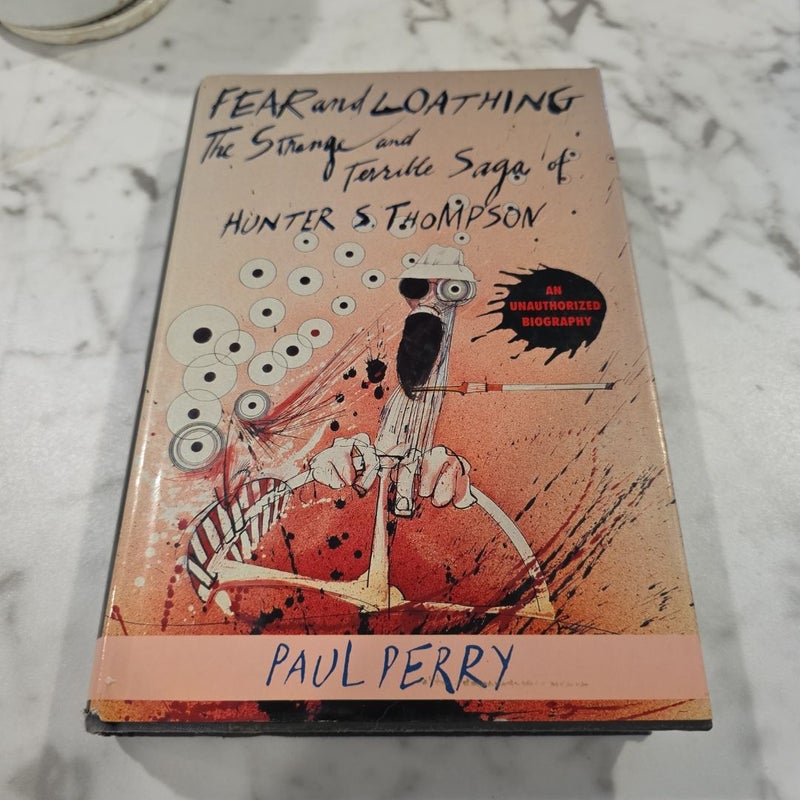 FEAR and LOATHING
The Strange and
Terrible Saga of
HUNTER S. THOMPSON
AN
UNAUTHORIZED
BIOGRAPHY
PAUL PERRY